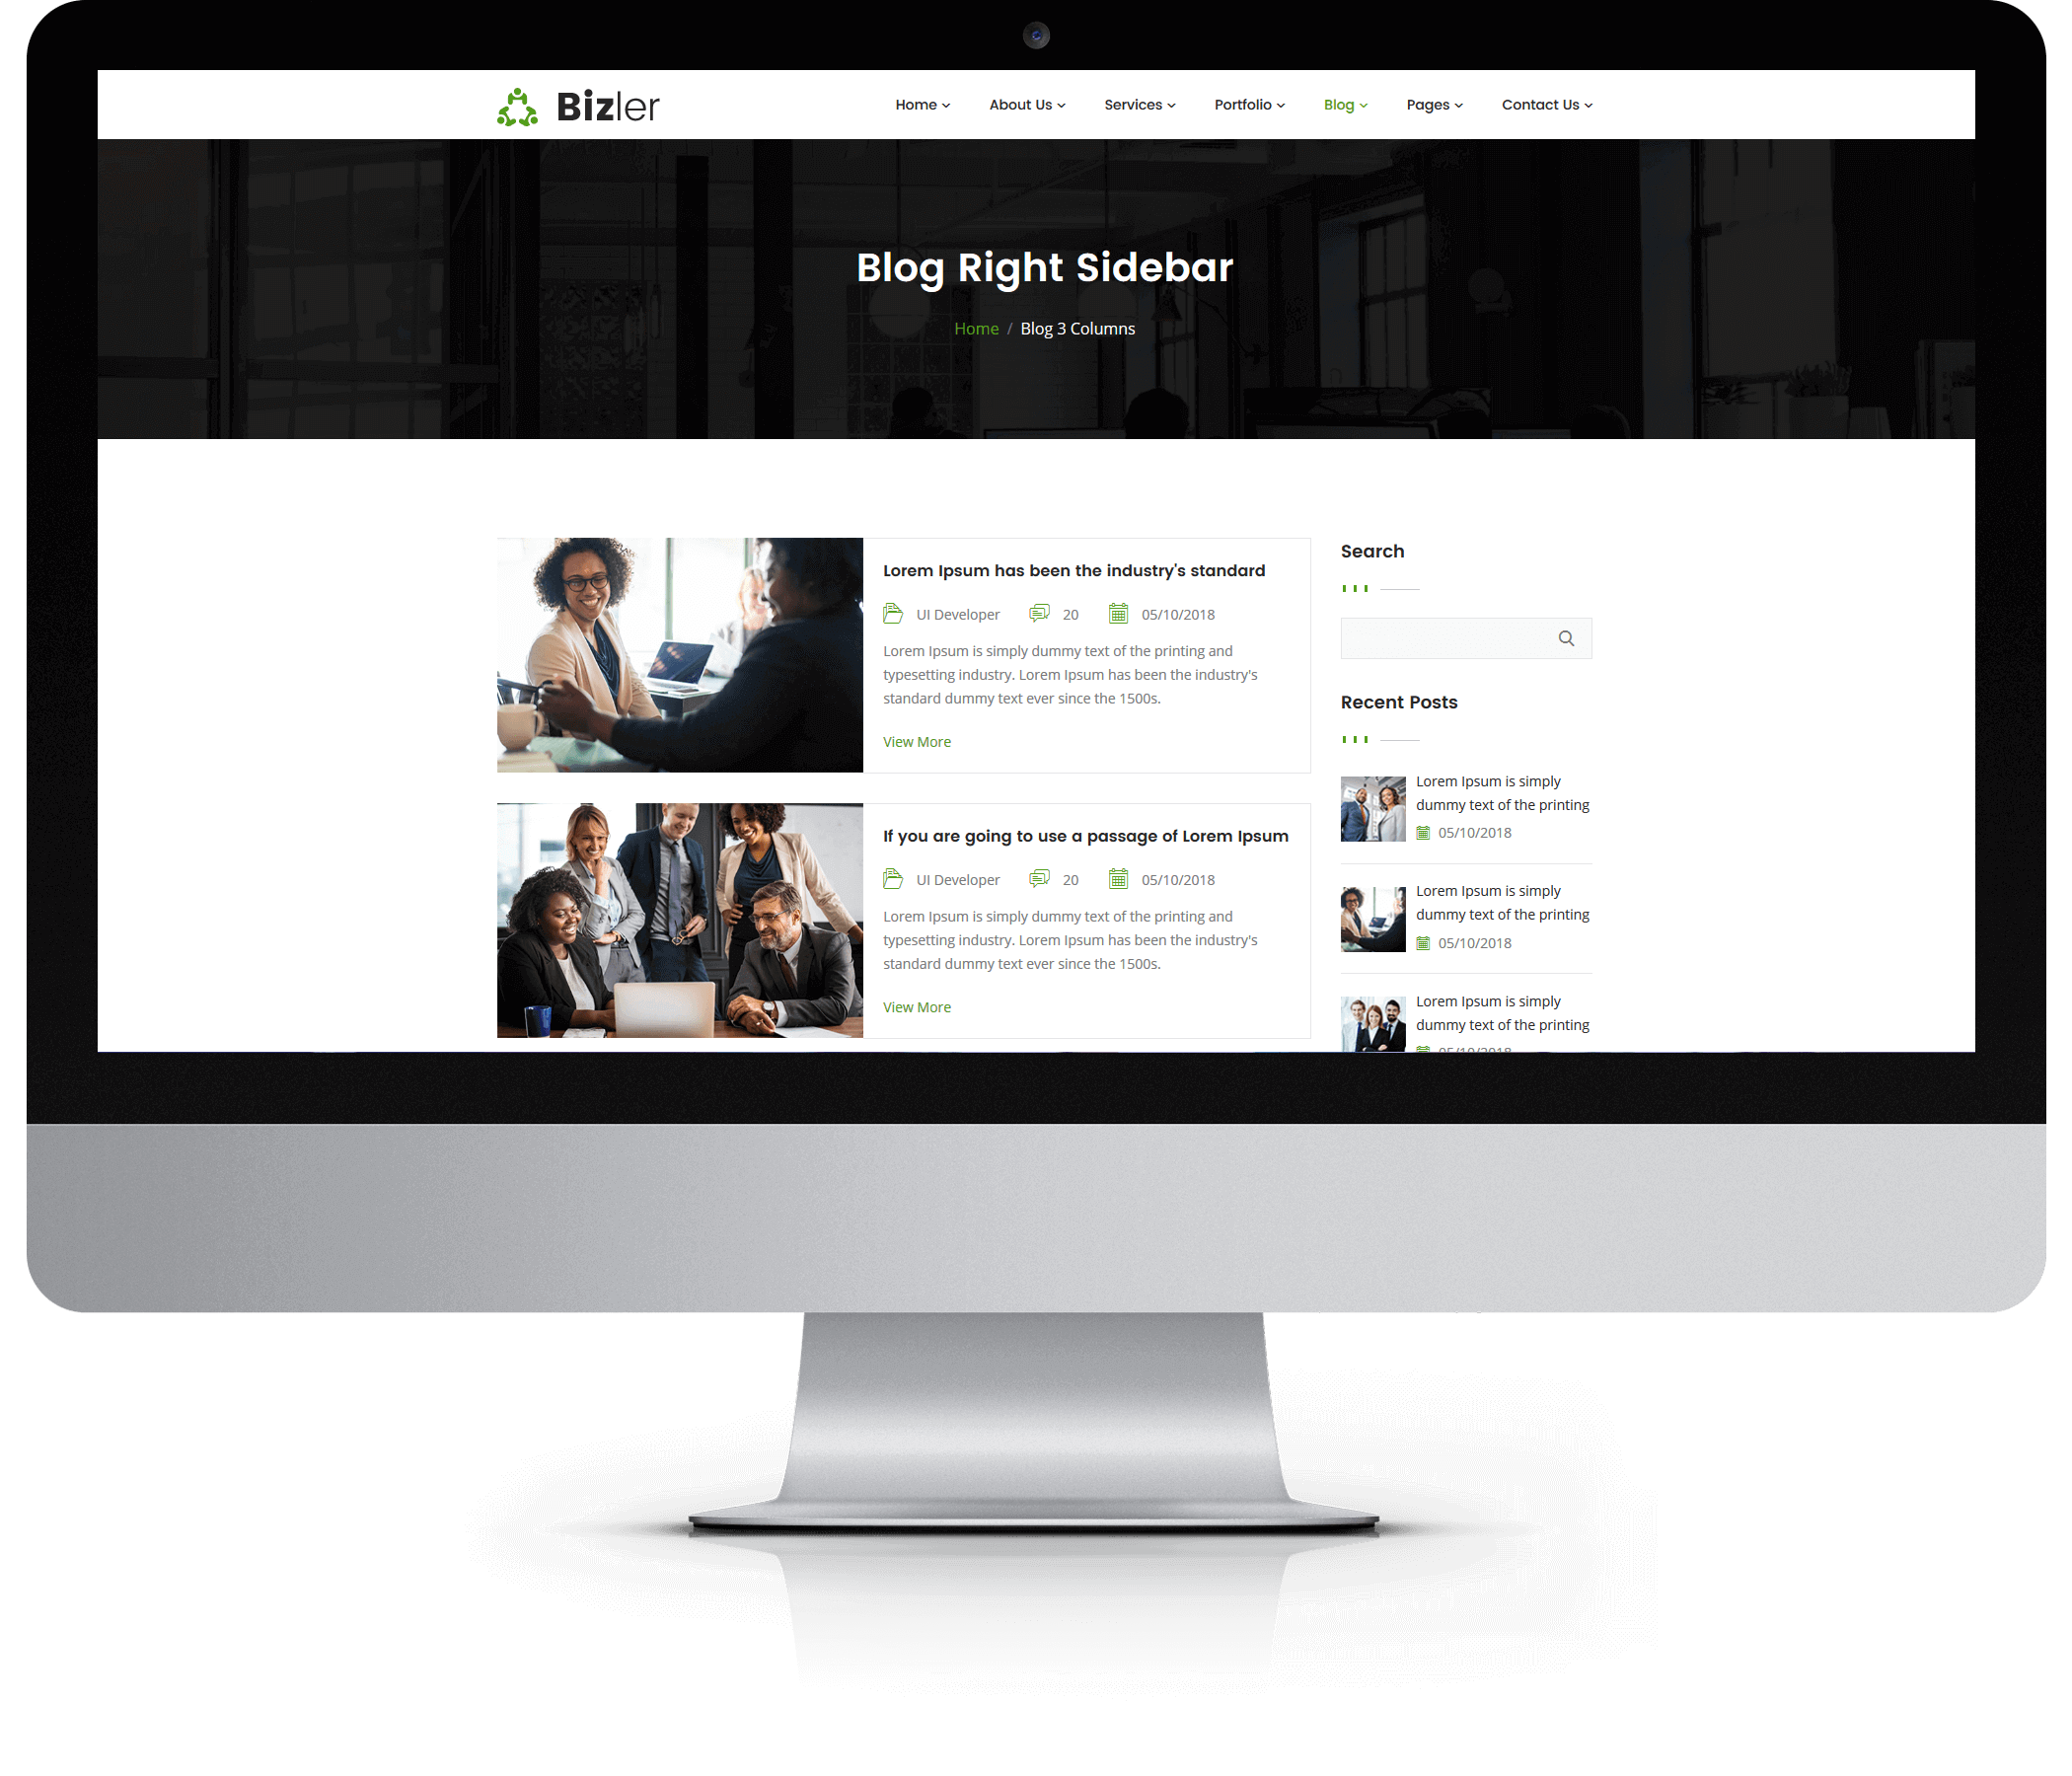 Bizler
Home
About Us
Services
Portfolio
Blog
Pages
Contact Us
Blog Right Sidebar
Home / Blog 3 Columns
Lorem Ipsum has been the industry's standard
UI Developer 20 05/10/2018
Lorem Ipsum is simply dummy text of the printing and
typesetting industry. Lorem Ipsum has been the industry's
standard dummy text ever since the 1500s.
View More
If you are going to use a passage of Lorem Ipsum
UI Developer 20 05/10/2018
Lorem Ipsum is simply dummy text of the printing and
typesetting industry. Lorem Ipsum has been the industry's
standard dummy text ever since the 1500s.
View More
Search
Recent Posts
Lorem Ipsum is simply
dummy text of the printing
05/10/2018
Lorem Ipsum is simply
dummy text of the printing
05/10/2018
Lorem Ipsum is simply
dummy text of the printing
05/10/2018